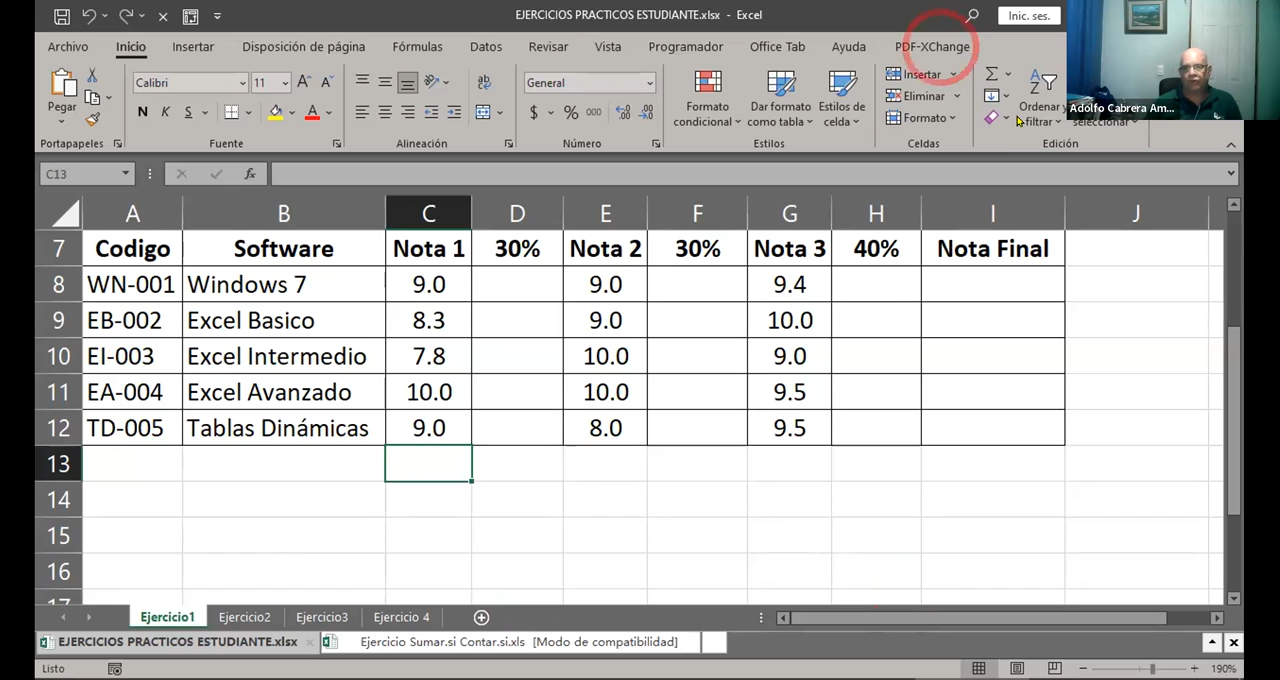 EJERCICIOS PRACTICOS ESTUDIANTE.xlsx - Excel
Inic. ses.
Archivo Inicio Insertar Disposición de página Fórmulas Datos Revisar Vista Programador Office Tab Ayuda PDF-XChange
Pegar
Calibri 11
N K S
General
$ % 000
Formato condicional
Dar formato como tabla
Estilos de celda
Insertar
Eliminar
Formato
Ordenar
filtrar
seleccionar
Adolfo Cabrera Am...
Portapapeles Fuente Alineación Número Estilos Celdas Edición
C13 fx
A B C D E F G H I J
7 Codigo Software Nota 1 30% Nota 2 30% Nota 3 40% Nota Final
8 WN-001 Windows 7 9.0 9.0 9.4
9 EB-002 Excel Basico 8.3 9.0 10.0
10 EI-003 Excel Intermedio 7.8 10.0 9.0
11 EA-004 Excel Avanzado 10.0 10.0 9.5
12 TD-005 Tablas Dinámicas 9.0 8.0 9.5
13
14
15
16
17
Ejercicio1 Ejercicio2 Ejercicio3 Ejercicio 4
EJERCICIOS PRACTICOS ESTUDIANTE.xlsx Ejercicio Sumar.si Contar.si.xls [Modo de compatibilidad]
Listo 190%